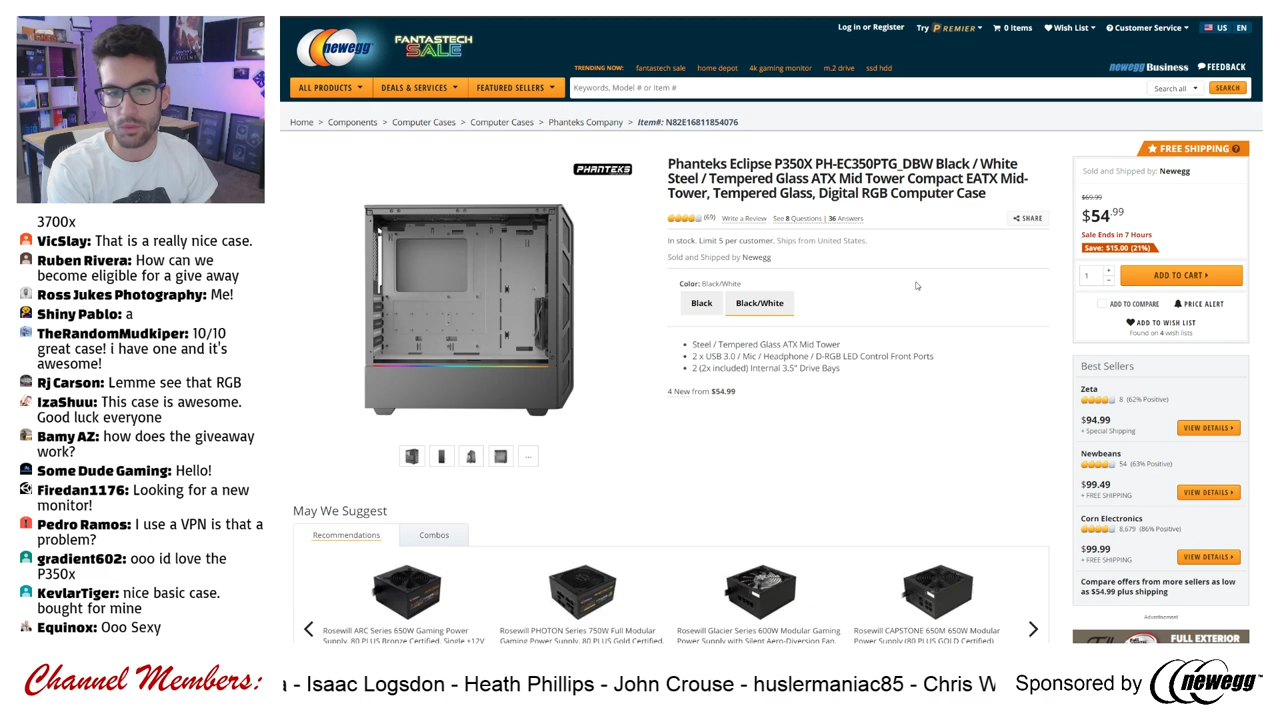 newegg
FANTASTECH
SALE
Log in or Register
Try PREMIER
0 Items
Wish List
Customer Service
US EN
TRENDING NOW: fantastech sale home depot 4k gaming monitor m.2 drive ssd hdd
newegg Business
FEEDBACK
ALL PRODUCTS
DEALS & SERVICES
FEATURED SELLERS
Keywords, Model # or Item #
Search all
SEARCH
Home > Components > Computer Cases > Computer Cases > Phanteks Company > Item#: N82E16811854076
PHANTEKS
Phanteks Eclipse P350X PH-EC350PTG_DBW Black / White
Steel / Tempered Glass ATX Mid Tower Compact EATX Mid-
Tower, Tempered Glass, Digital RGB Computer Case
(69) Write a Review See 8 Questions | 36 Answers
SHARE
In stock. Limit 5 per customer. Ships from United States.
Sold and Shipped by Newegg
Color: Black/White
Black
Black/White
Steel / Tempered Glass ATX Mid Tower
2 x USB 3.0 / Mic / Headphone / D-RGB LED Control Front Ports
2 (2x included) Internal 3.5" Drive Bays
4 New from $54.99
...
FREE SHIPPING
Sold and Shipped by: Newegg
$69.99
$54.99
Sale Ends in 7 Hours
Save: $15.00 (21%)
1
ADD TO CART
ADD TO COMPARE
PRICE ALERT
ADD TO WISH LIST
Found on 4 wish lists
Best Sellers
Zeta
8 (62% Positive)
$94.99
+ Special Shipping
VIEW DETAILS
Newbeans
54 (63% Positive)
$99.49
+ FREE SHIPPING
VIEW DETAILS
Corn Electronics
8,679 (86% Positive)
$99.99
+ FREE SHIPPING
VIEW DETAILS
Compare offers from more sellers as low
as $54.99 plus shipping
Advertisement
FULL EXTERIOR
May We Suggest
Recommendations
Combos
Rosewill ARC Series 650W Gaming Power
Supply, 80 PLUS Bronze Certified, Single +12V
Rosewill PHOTON Series 750W Full Modular
Gaming Power Supply, 80 PLUS Gold Certified,
Rosewill Glacier Series 600W Modular Gaming
Power Supply with Silent Aero-Diversion Fan,
Rosewill CAPSTONE 650M 650W Modular
Gaming Power Supply (80 PLUS GOLD Certified)
3700x
VicSlay: That is a really nice case.
Ruben Rivera: How can we
become eligible for a give away
Ross Jukes Photography: Me!
Shiny Pablo: a
TheRandomMudkiper: 10/10
great case! i have one and it's
awesome!
Rj Carson: Lemme see that RGB
IzaShuu: This case is awesome.
Good luck everyone
Bamy AZ: how does the giveaway
work?
Some Dude Gaming: Hello!
Firedan1176: Looking for a new
monitor!
Pedro Ramos: I use a VPN is that a
problem?
gradient602: ooo id love the
P350x
KevlarTiger: nice basic case.
bought for mine
Equinox: Ooo Sexy
Channel Members:
a - Isaac Logsdon - Heath Phillips - John Crouse - huslermaniac85 - Chris W
Sponsored by newegg